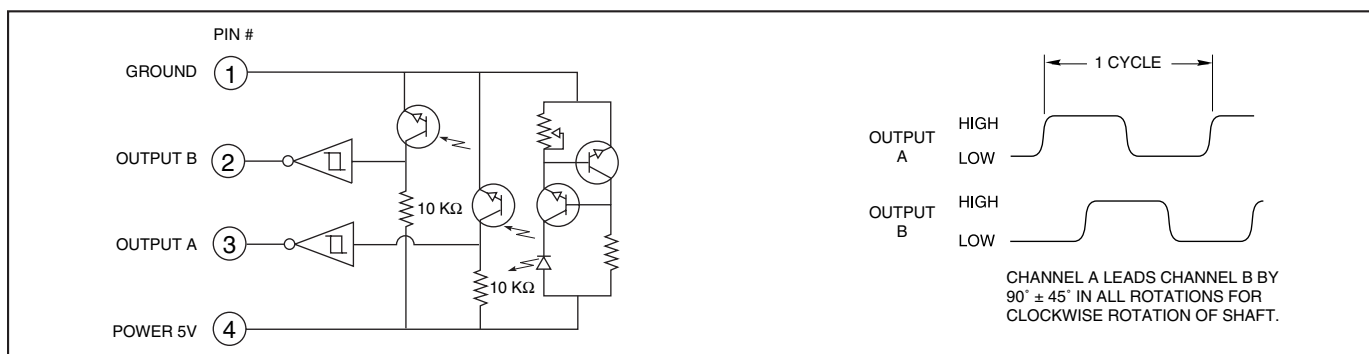 PIN #
GROUND 1
OUTPUT B 2
10 KΩ
OUTPUT A 3
10 KΩ
POWER 5V 4
1 CYCLE
OUTPUT
A
HIGH
LOW
OUTPUT
B
HIGH
LOW
CHANNEL A LEADS CHANNEL B BY
90˚ ± 45˚ IN ALL ROTATIONS FOR
CLOCKWISE ROTATION OF SHAFT.